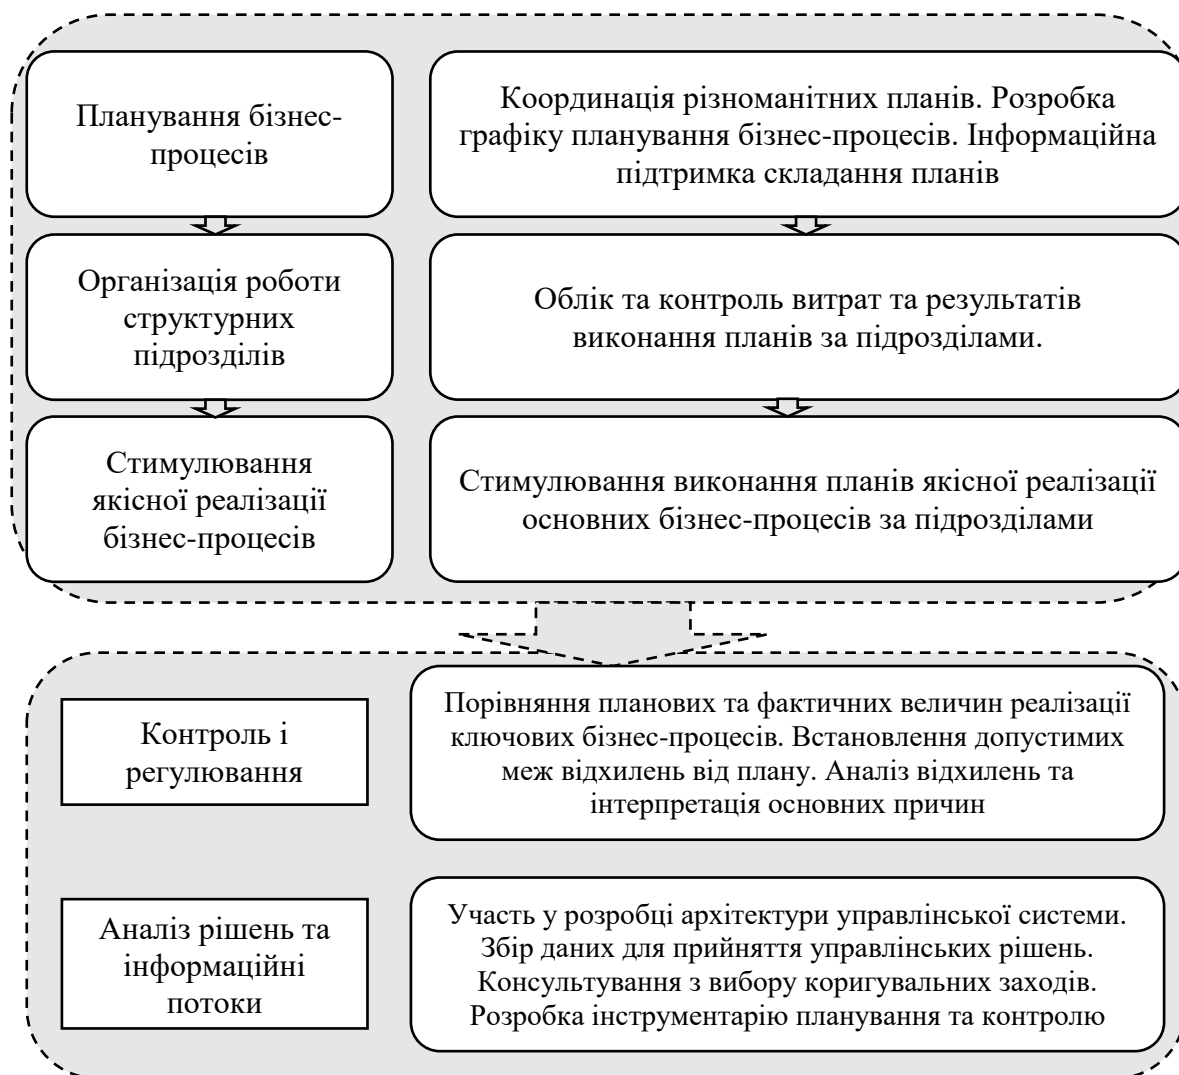 Планування бізнес-
процесів
Координація різноманітних планів. Розробка
графіку планування бізнес-процесів. Інформаційна
підтримка складання планів
Організація роботи
структурних
підрозділів
Облік та контроль витрат та результатів
виконання планів за підрозділами.
Стимулювання
якісної реалізації
бізнес-процесів
Стимулювання виконання планів якісної реалізації
основних бізнес-процесів за підрозділами
Контроль і
регулювання
Порівняння планових та фактичних величин реалізації
ключових бізнес-процесів. Встановлення допустимих
меж відхилень від плану. Аналіз відхилень та
інтерпретація основних причин
Аналіз рішень та
інформаційні
потоки
Участь у розробці архітектури управлінської системи.
Збір даних для прийняття управлінських рішень.
Консультування з вибору коригувальних заходів.
Розробка інструментарію планування та контролю